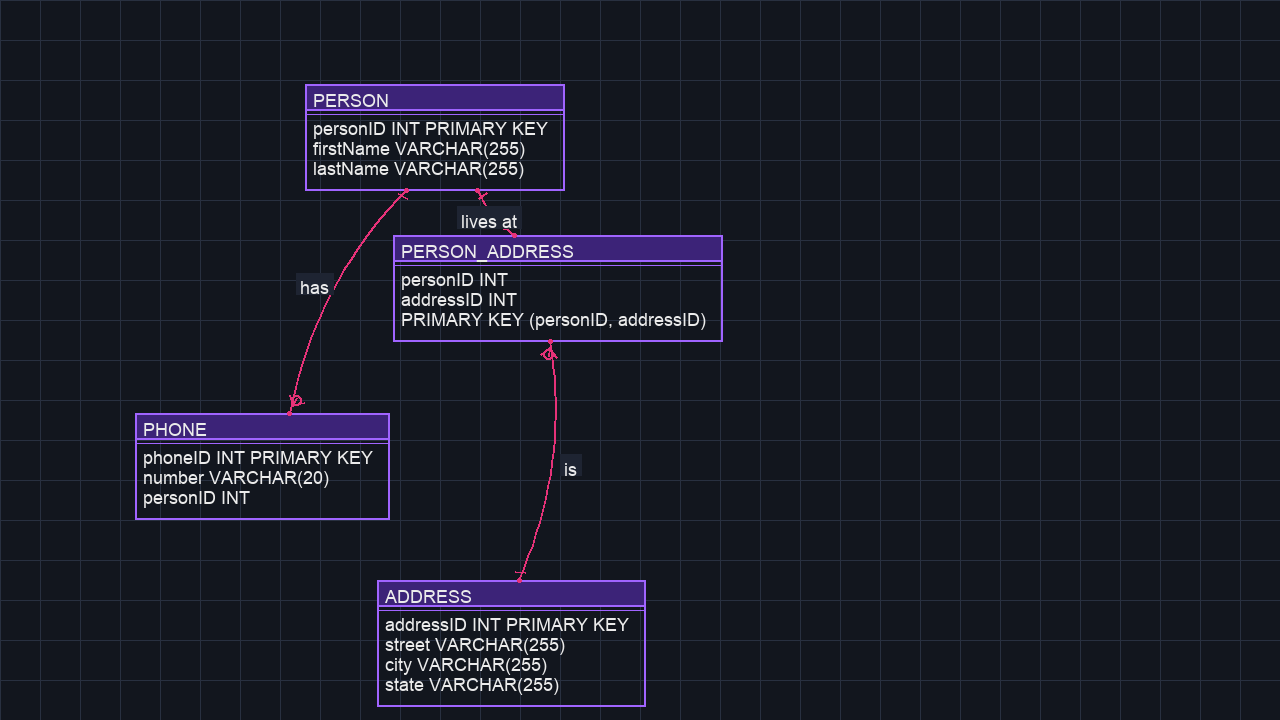 PERSON
personID INT PRIMARY KEY
firstName VARCHAR(255)
lastName VARCHAR(255)
lives at
PERSON_ADDRESS
personID INT
addressID INT
PRIMARY KEY (personID, addressID)
has
PHONE
phoneID INT PRIMARY KEY
number VARCHAR(20)
personID INT
is
ADDRESS
addressID INT PRIMARY KEY
street VARCHAR(255)
city VARCHAR(255)
state VARCHAR(255)